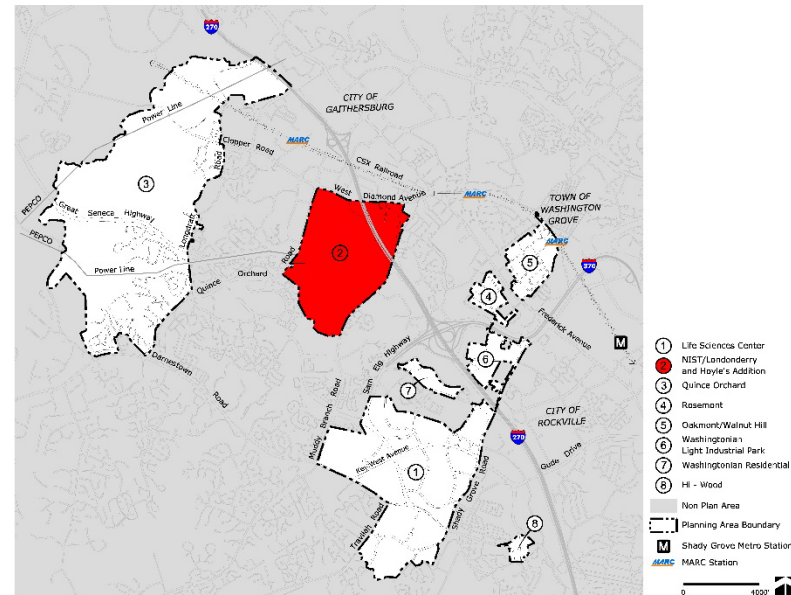 270
CITY OF
GAITHERSBURG
Power Line
Clopper Road
MARC
CSX Railroad
Road
3
West Diamond Avenue
MARC
TOWN OF
WASHINGTON
GROVE
PEPCO
Great Seneca Highway
Longdraft
PEPCO
MARC
270
Power Line
Road
2
5
Quince Orchard
4
Frederick Avenue
M
Sam Eig Highway
6
Darnestown
Road
7
Muddy Branch Road
CITY OF
ROCKVILLE
270
Gude Drive
Key West Avenue
1
Shady Grove Road
Travilah Road
8
1 Life Sciences Center
2 NIST/Londonderry
and Hoyle's Addition
3 Quince Orchard
4 Rosemont
5 Oakmont/Walnut Hill
6 Washingtonian
Light Industrial Park
7 Washingtonian Residential
8 Hi - Wood
Non Plan Area
Planning Area Boundary
M Shady Grove Metro Station
MARC MARC Station
0 4000'